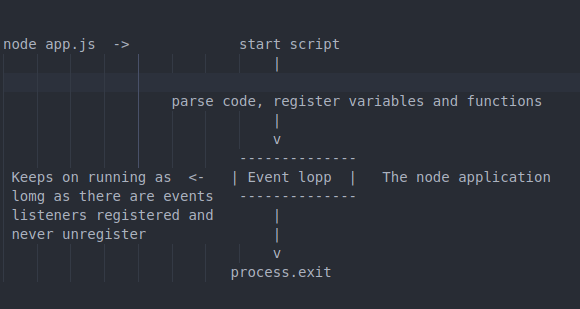 node app.js -> start script
|
parse code, register variables and functions
|
v
--------------
Keeps on running as <- | Event lopp | The node application
lomg as there are events --------------
listeners registered and |
never unregister |
v
process.exit